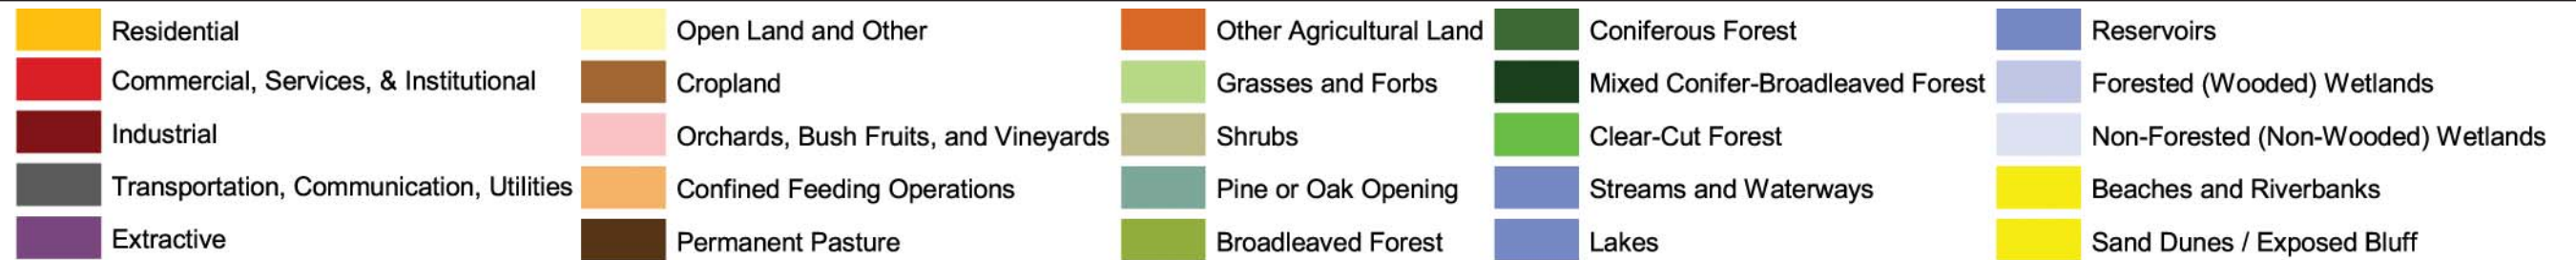 Residential
Commercial, Services, & Institutional
Industrial
Transportation, Communication, Utilities
Extractive
Open Land and Other
Cropland
Orchards, Bush Fruits, and Vineyards
Confined Feeding Operations
Permanent Pasture
Other Agricultural Land
Grasses and Forbs
Shrubs
Pine or Oak Opening
Broadleaved Forest
Coniferous Forest
Mixed Conifer-Broadleaved Forest
Clear-Cut Forest
Streams and Waterways
Lakes
Reservoirs
Forested (Wooded) Wetlands
Non-Forested (Non-Wooded) Wetlands
Beaches and Riverbanks
Sand Dunes / Exposed Bluff